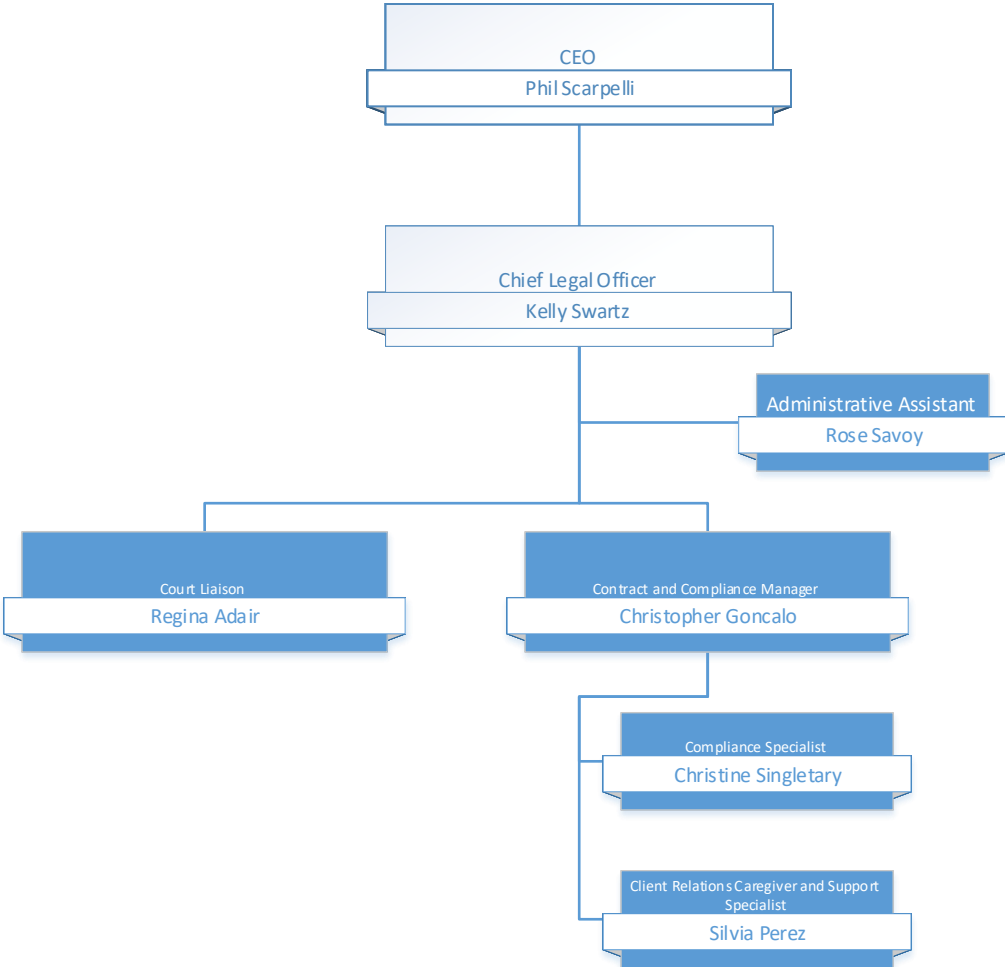 CEO
Phil Scarpelli
Chief Legal Officer
Kelly Swartz
Administrative Assistant
Rose Savoy
Court Liaison
Regina Adair
Contract and Compliance Manager
Christopher Goncalo
Compliance Specialist
Christine Singletary
Client Relations Caregiver and Support
Specialist
Silvia Perez